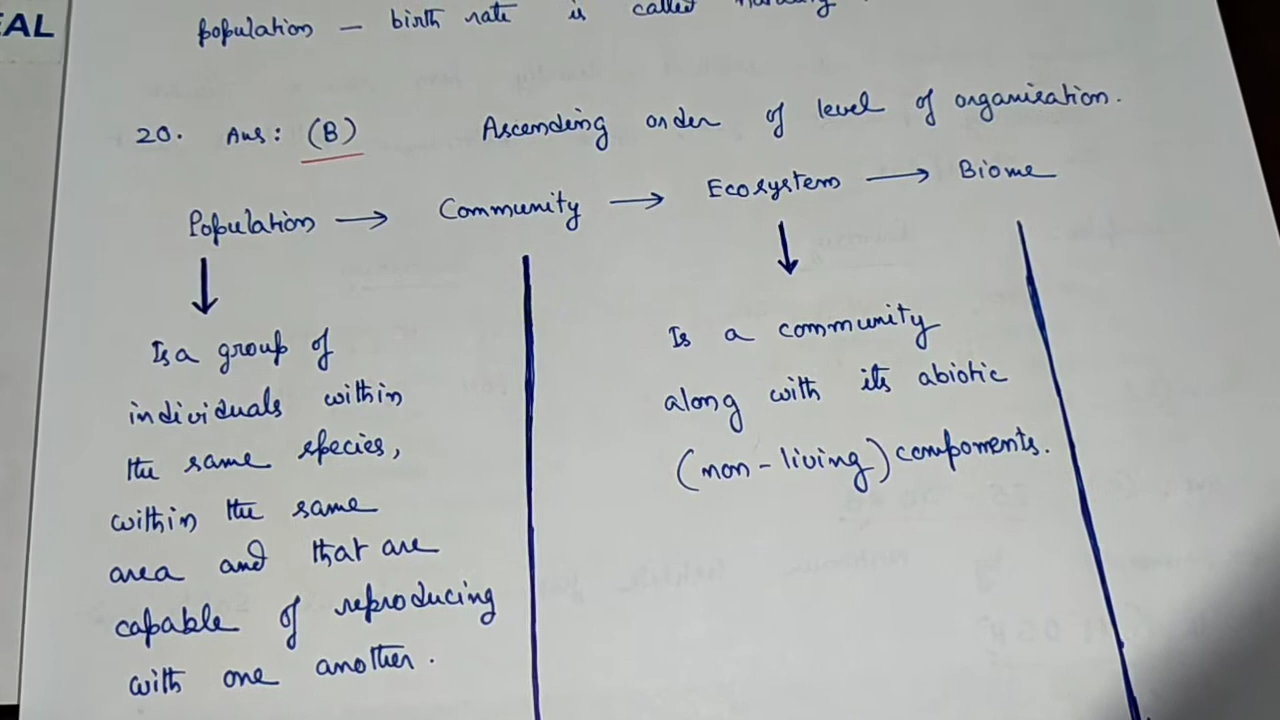 EAL
population – birth rate is called
20. Ans: (B) Ascending order of level of organisation.
Population → Community → Ecosystem → Biome
Is a group of
individuals within
the same species,
within the same
area and that are
capable of reproducing
with one another.
Is a community
along with its abiotic
(non-living) components.